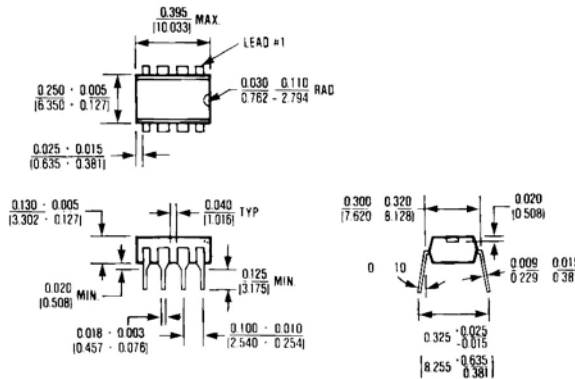 0.395 MAX.
(10.033)
LEAD #1
0.250 · 0.005
(6.350 · 0.127)
0.030 0.110 RAD
0.762 - 2.794
0.025 · 0.015
(0.635 · 0.381)
0.130 · 0.005
(3.302 · 0.127)
0.040 TYP
(1.016)
0.300 0.320
(7.620 8.128)
0.020
(0.508)
0.020 MIN.
(0.508)
0.125 MIN.
(3.175)
0 10
0.009 0.015
0.229 0.38
0.018 · 0.003
(0.457 · 0.076)
0.100 · 0.010
(2.540 · 0.254)
0.325 +0.025
-0.015
(8.255 +0.635
0.381)